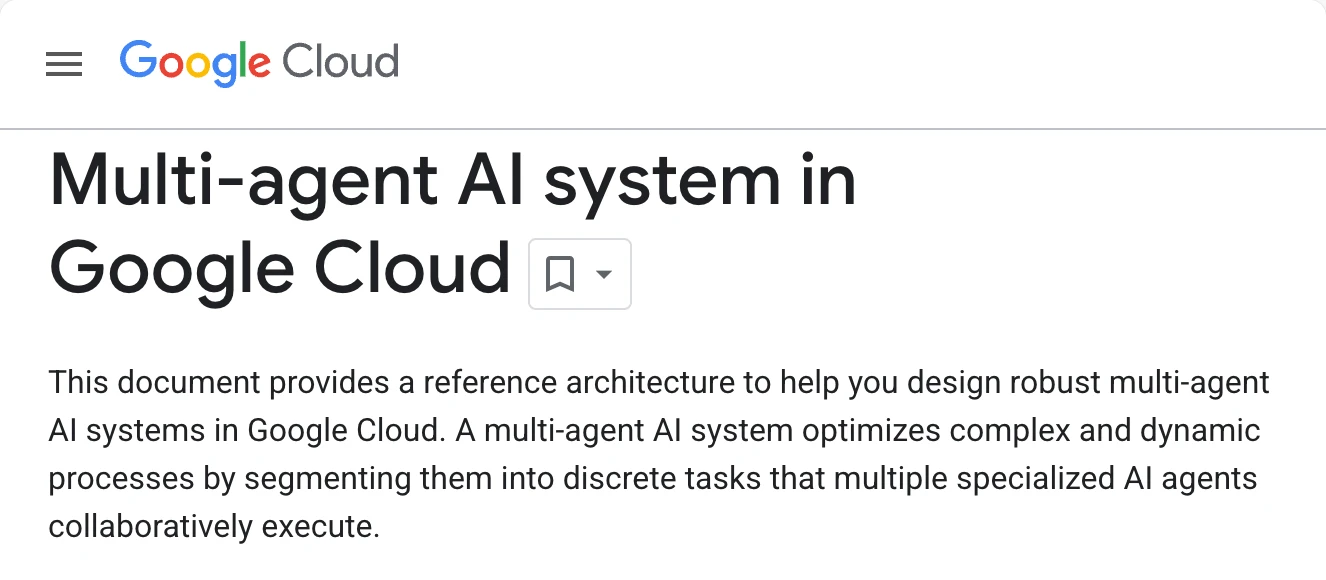 Google Cloud
Multi-agent AI system in
Google Cloud
This document provides a reference architecture to help you design robust multi-agent
AI systems in Google Cloud. A multi-agent AI system optimizes complex and dynamic
processes by segmenting them into discrete tasks that multiple specialized AI agents
collaboratively execute.